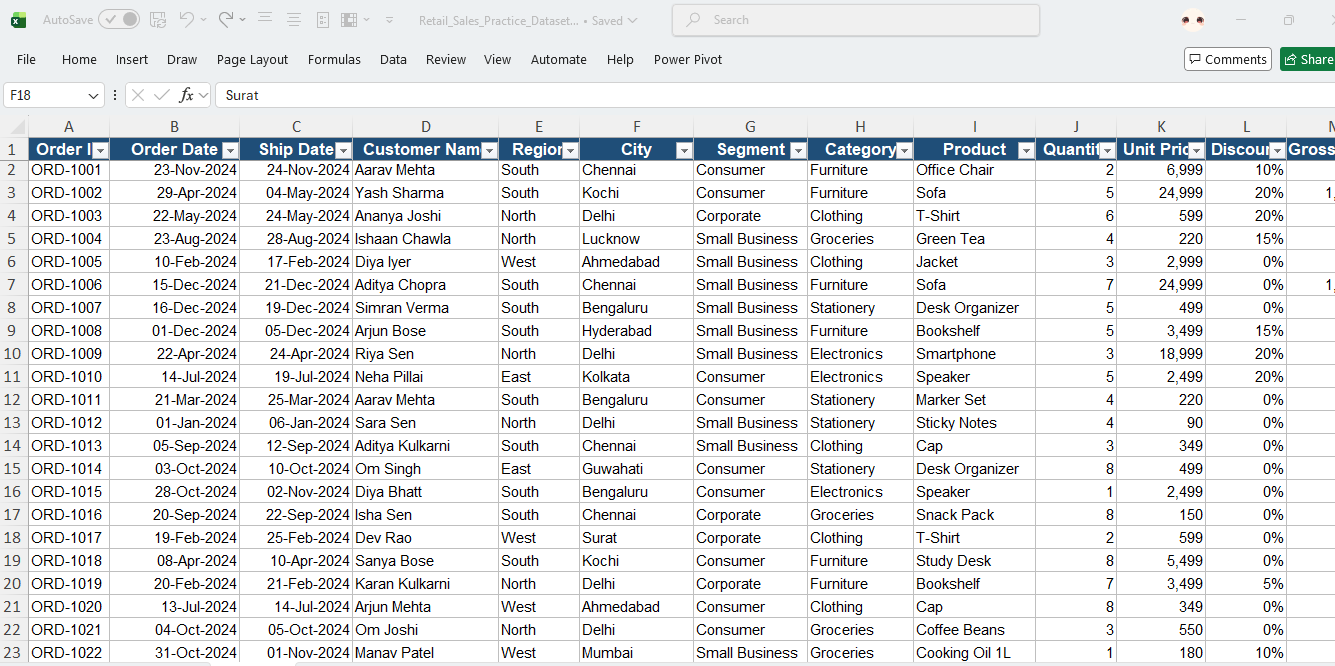 AutoSave Retail_Sales_Practice_Dataset... • Saved Search
File Home Insert Draw Page Layout Formulas Data Review View Automate Help Power Pivot Comments Share
F18 fx Surat
A B C D E F G H I J K L
1 Order I Order Date Ship Date Customer Nam Region City Segment Category Product Quantit Unit Pric Discour Gross
2 ORD-1001 23-Nov-2024 24-Nov-2024 Aarav Mehta South Chennai Consumer Furniture Office Chair 2 6,999 10%
3 ORD-1002 29-Apr-2024 04-May-2024 Yash Sharma South Kochi Consumer Furniture Sofa 5 24,999 20% 1,
4 ORD-1003 22-May-2024 24-May-2024 Ananya Joshi North Delhi Corporate Clothing T-Shirt 6 599 20%
5 ORD-1004 23-Aug-2024 28-Aug-2024 Ishaan Chawla North Lucknow Small Business Groceries Green Tea 4 220 15%
6 ORD-1005 10-Feb-2024 17-Feb-2024 Diya Iyer West Ahmedabad Small Business Clothing Jacket 3 2,999 0%
7 ORD-1006 15-Dec-2024 21-Dec-2024 Aditya Chopra South Chennai Small Business Furniture Sofa 7 24,999 0% 1,
8 ORD-1007 16-Dec-2024 19-Dec-2024 Simran Verma South Bengaluru Small Business Stationery Desk Organizer 5 499 0%
9 ORD-1008 01-Dec-2024 05-Dec-2024 Arjun Bose South Hyderabad Small Business Furniture Bookshelf 5 3,499 15%
10 ORD-1009 22-Apr-2024 24-Apr-2024 Riya Sen North Delhi Small Business Electronics Smartphone 3 18,999 20%
11 ORD-1010 14-Jul-2024 19-Jul-2024 Neha Pillai East Kolkata Consumer Electronics Speaker 5 2,499 20%
12 ORD-1011 21-Mar-2024 25-Mar-2024 Aarav Mehta South Bengaluru Consumer Stationery Marker Set 4 220 0%
13 ORD-1012 01-Jan-2024 06-Jan-2024 Sara Sen North Delhi Small Business Stationery Sticky Notes 4 90 0%
14 ORD-1013 05-Sep-2024 12-Sep-2024 Aditya Kulkarni South Chennai Small Business Clothing Cap 3 349 0%
15 ORD-1014 03-Oct-2024 10-Oct-2024 Om Singh East Guwahati Consumer Stationery Desk Organizer 8 499 0%
16 ORD-1015 28-Oct-2024 02-Nov-2024 Diya Bhatt South Bengaluru Consumer Electronics Speaker 1 2,499 0%
17 ORD-1016 20-Sep-2024 22-Sep-2024 Isha Sen South Chennai Corporate Groceries Snack Pack 8 150 0%
18 ORD-1017 19-Feb-2024 25-Feb-2024 Dev Rao West Surat Corporate Clothing T-Shirt 2 599 0%
19 ORD-1018 08-Apr-2024 10-Apr-2024 Sanya Bose South Kochi Consumer Furniture Study Desk 8 5,499 0%
20 ORD-1019 20-Feb-2024 21-Feb-2024 Karan Kulkarni North Delhi Corporate Furniture Bookshelf 7 3,499 5%
21 ORD-1020 13-Jul-2024 14-Jul-2024 Arjun Mehta West Ahmedabad Consumer Clothing Cap 8 349 0%
22 ORD-1021 04-Oct-2024 05-Oct-2024 Om Joshi North Delhi Consumer Groceries Coffee Beans 3 550 0%
23 ORD-1022 31-Oct-2024 01-Nov-2024 Manav Patel West Mumbai Small Business Groceries Cooking Oil 1L 1 180 10%